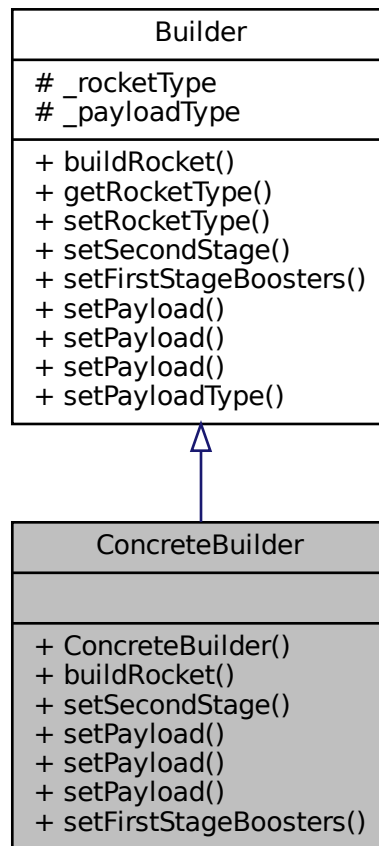 Builder
# _rocketType
# _payloadType
+ buildRocket()
+ getRocketType()
+ setRocketType()
+ setSecondStage()
+ setFirstStageBoosters()
+ setPayload()
+ setPayload()
+ setPayload()
+ setPayloadType()
ConcreteBuilder
+ ConcreteBuilder()
+ buildRocket()
+ setSecondStage()
+ setPayload()
+ setPayload()
+ setPayload()
+ setFirstStageBoosters()